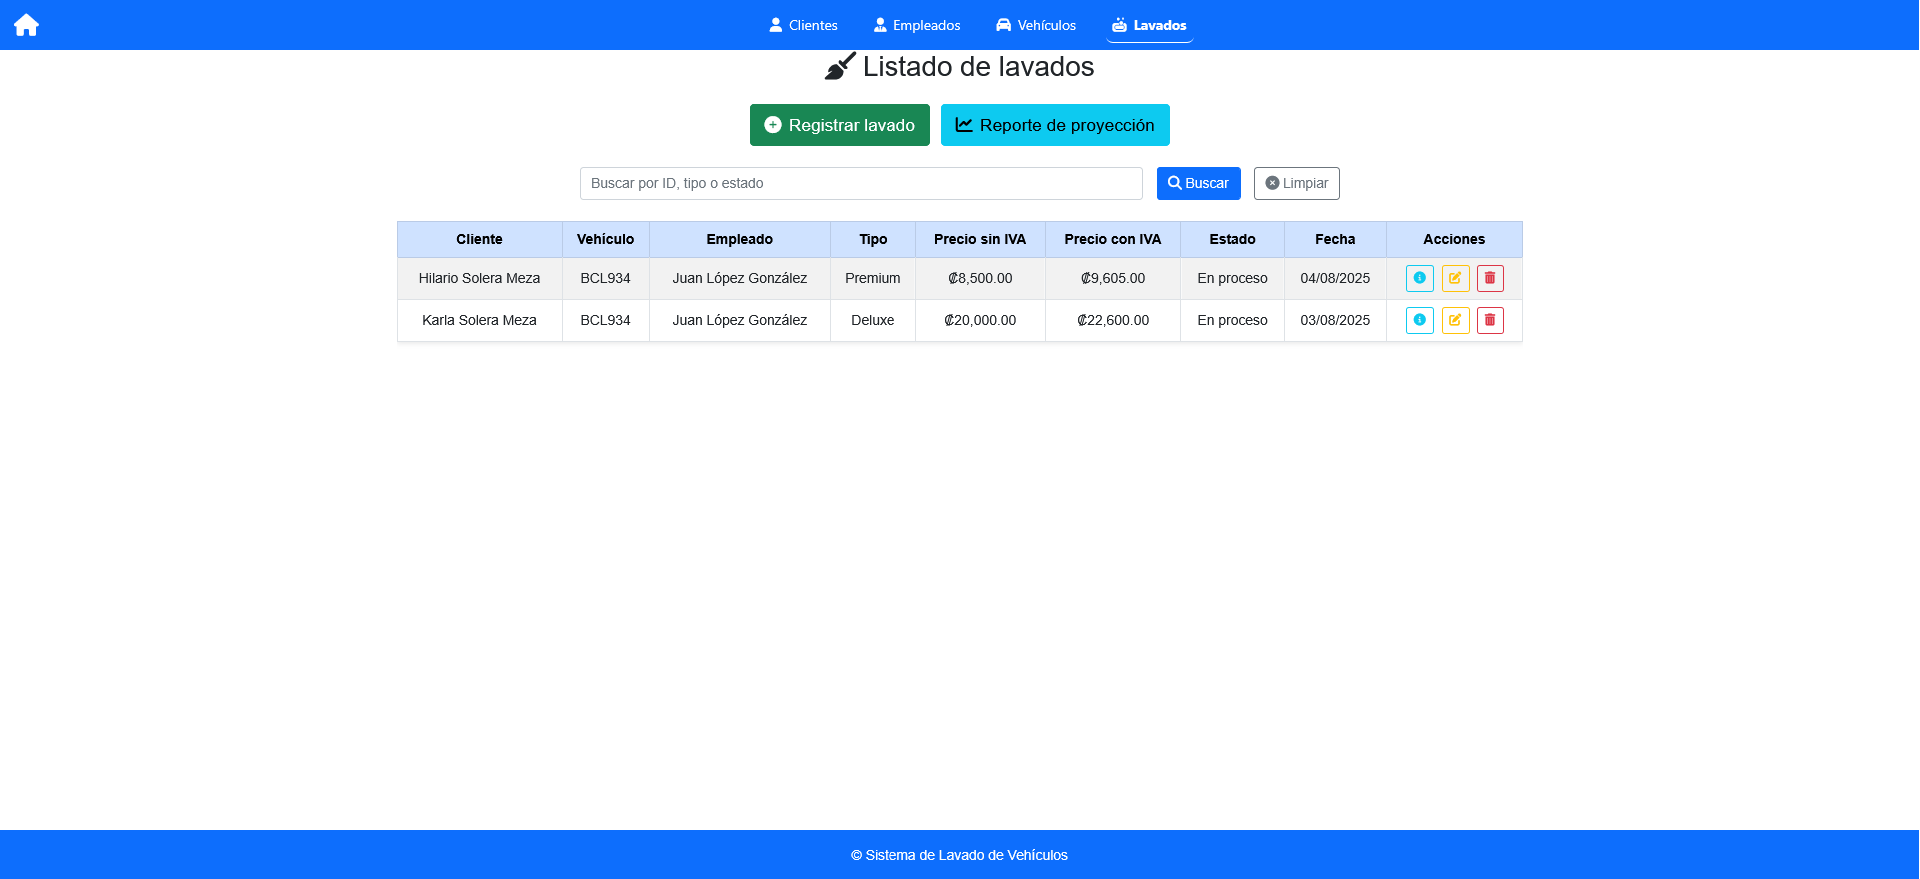 Clientes Empleados Vehículos Lavados
Listado de lavados
Registrar lavado Reporte de proyección
Buscar por ID, tipo o estado Buscar Limpiar
Cliente Vehículo Empleado Tipo Precio sin IVA Precio con IVA Estado Fecha Acciones
Hilario Solera Meza BCL934 Juan López González Premium ₡8,500.00 ₡9,605.00 En proceso 04/08/2025
Karla Solera Meza BCL934 Juan López González Deluxe ₡20,000.00 ₡22,600.00 En proceso 03/08/2025
© Sistema de Lavado de Vehículos